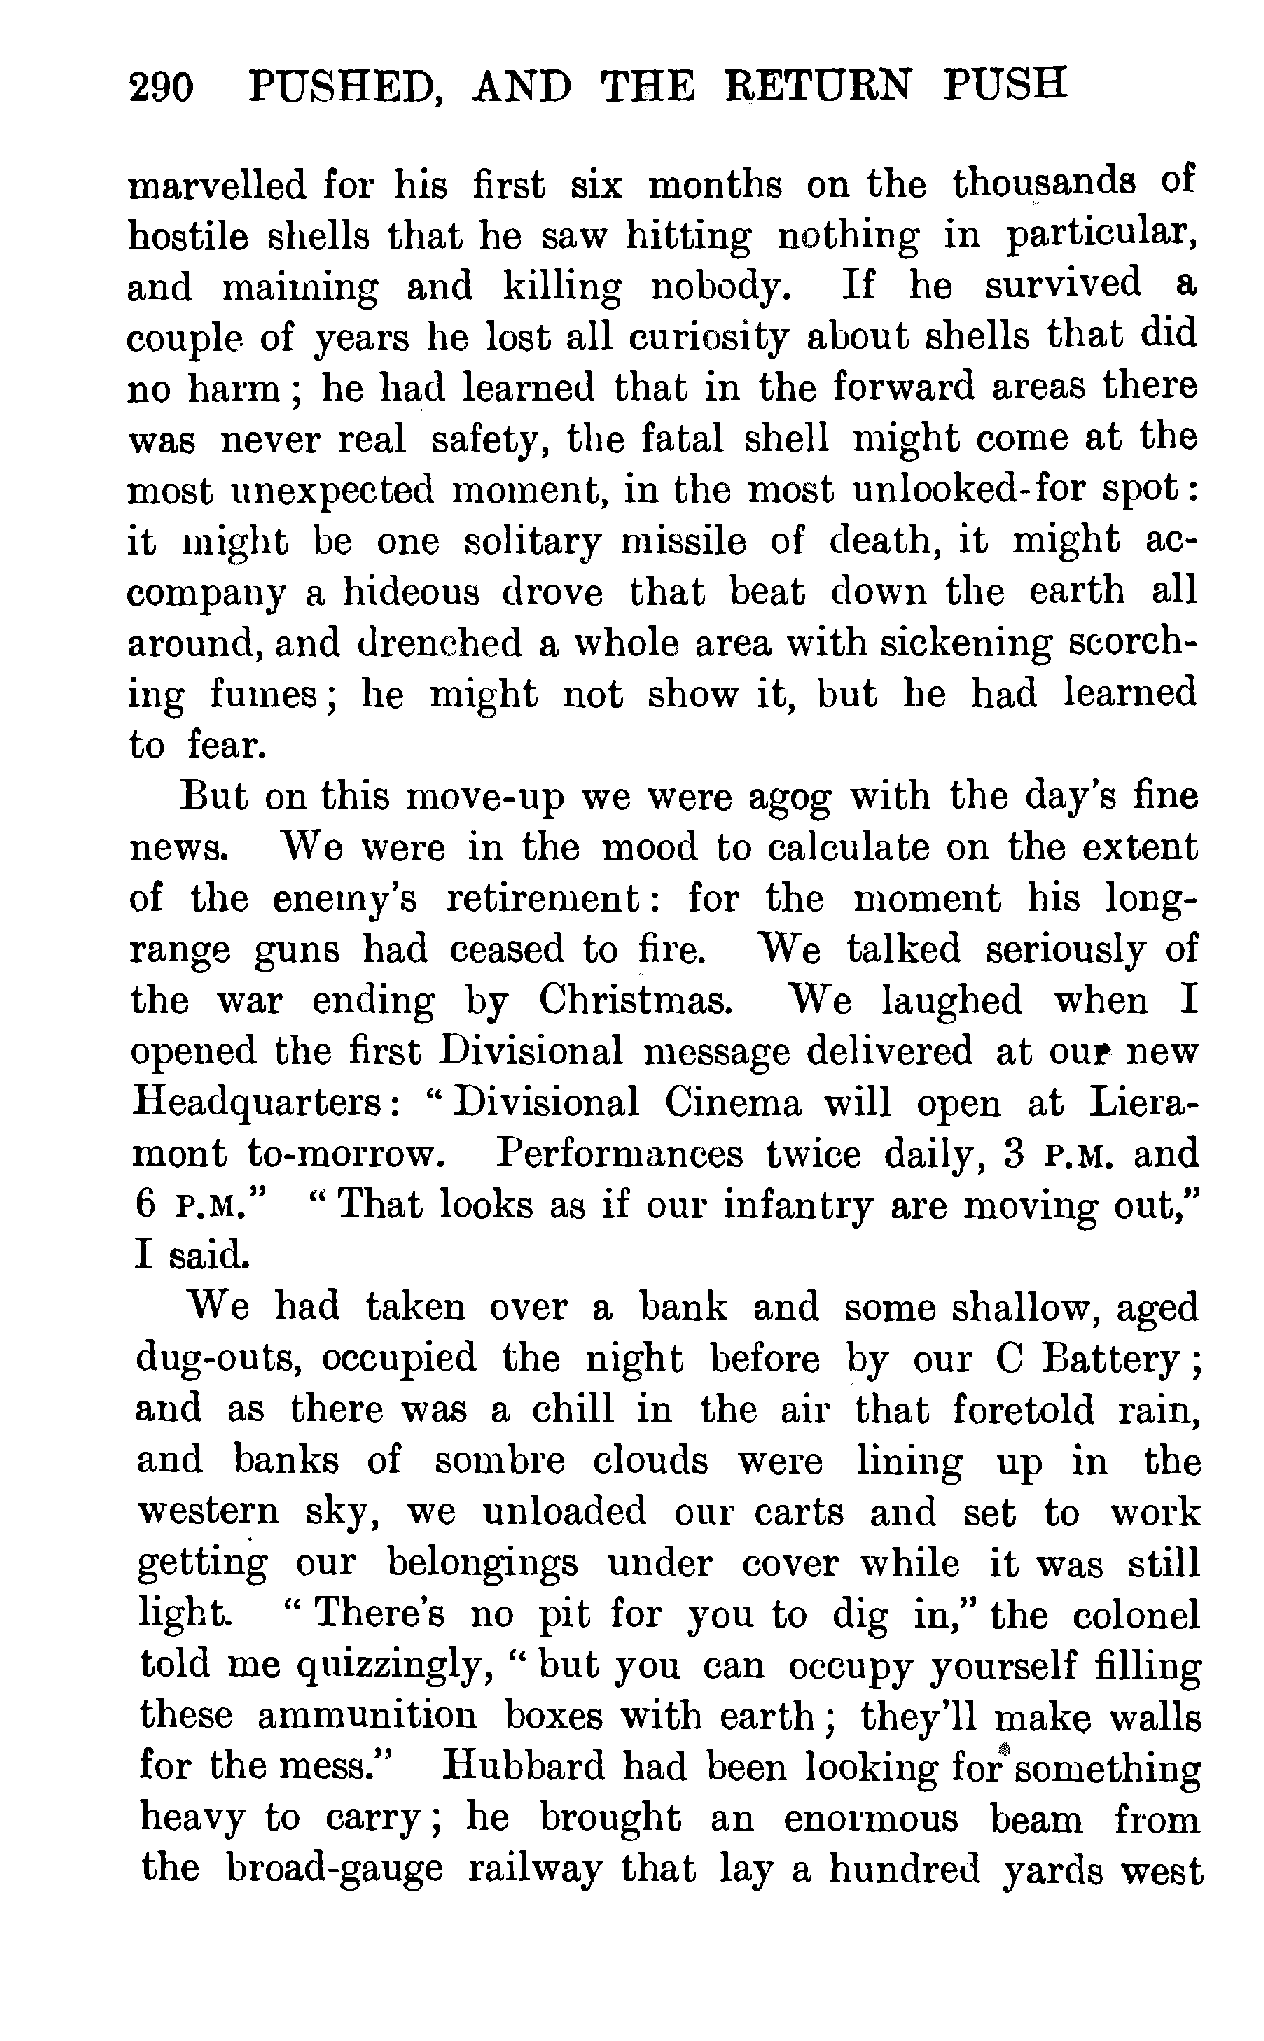 290 PUSHED, AND THE RETURN PUSH
marvelled for his first six months on the thousands of
hostile shells that he saw hitting nothing in particular,
and maiming and killing nobody. If he survived a
couple of years he lost all curiosity about shells that did
no harm ; he had learned that in the forward areas there
was never real safety, the fatal shell might come at the
most unexpected moment, in the most unlooked-for spot :
it might be one solitary missile of death, it might ac-
company a hideous drove that beat down the earth all
around, and drenched a whole area with sickening scorch-
ing fumes ; he might not show it, but he had learned
to fear.
But on this move-up we were agog with the day's fine
news. We were in the mood to calculate on the extent
of the enemy's retirement : for the moment his long-
range guns had ceased to fire. We talked seriously of
the war ending by Christmas. We laughed when I
opened the first Divisional message delivered at our new
Headquarters : “ Divisional Cinema will open at Liera-
mont to-morrow. Performances twice daily, 3 P.M. and
6 P.M.” “ That looks as if our infantry are moving out,”
I said.
We had taken over a bank and some shallow, aged
dug-outs, occupied the night before by our C Battery ;
and as there was a chill in the air that foretold rain,
and banks of sombre clouds were lining up in the
western sky, we unloaded our carts and set to work
getting our belongings under cover while it was still
light. “ There's no pit for you to dig in,” the colonel
told me quizzingly, “ but you can occupy yourself filling
these ammunition boxes with earth ; they'll make walls
for the mess.” Hubbard had been looking for something
heavy to carry ; he brought an enormous beam from
the broad-gauge railway that lay a hundred yards west